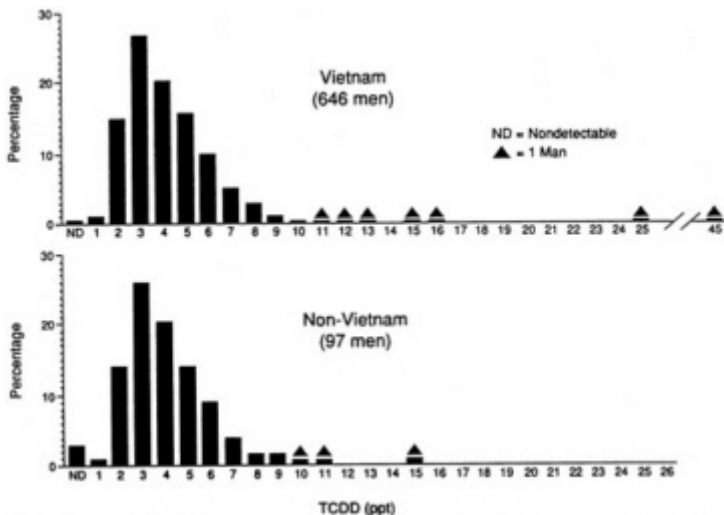 30
20
10
0
Percentage
Vietnam
(646 men)
ND = Nondetectable
▲ = 1 Man
ND 1 2 3 4 5 6 7 8 9 10 11 12 13 14 15 16 17 18 19 20 21 22 23 24 25 45
30
20
10
0
Percentage
Non-Vietnam
(97 men)
ND 1 2 3 4 5 6 7 8 9 10 11 12 13 14 15 16 17 18 19 20 21 22 23 24 25 26
TCDD (ppt)